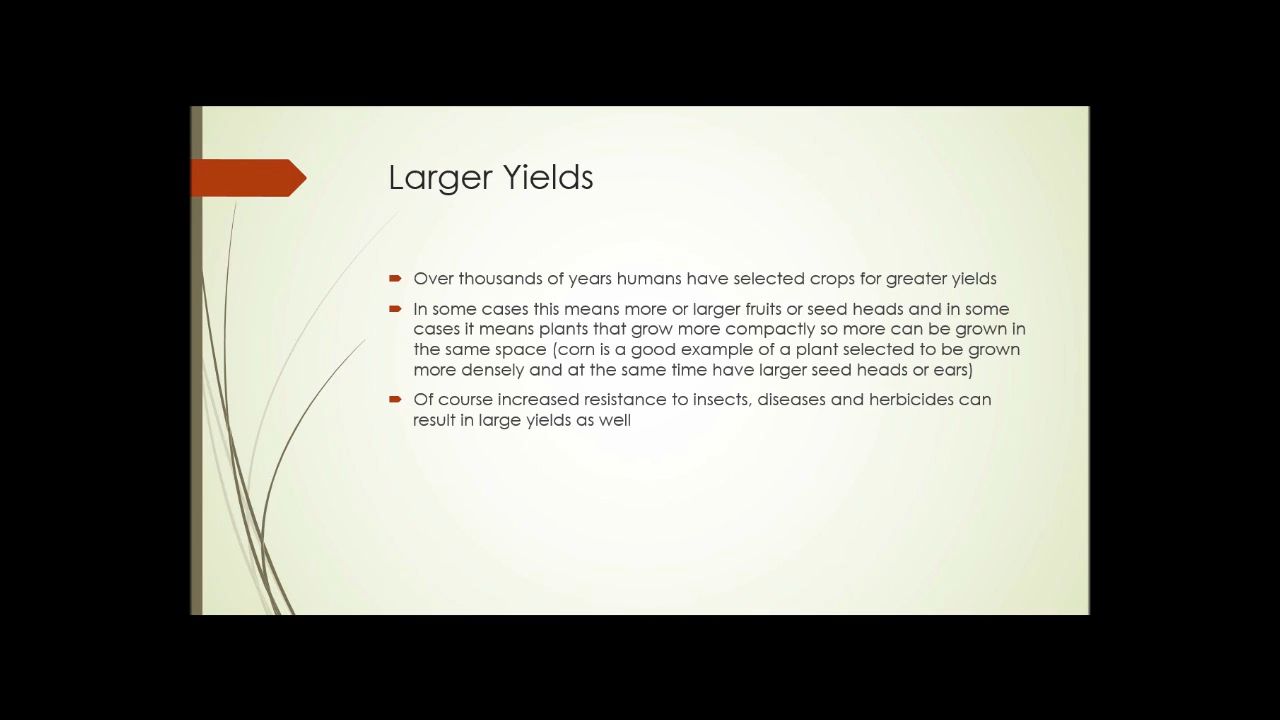 Larger Yields
Over thousands of years humans have selected crops for greater yields
In some cases this means more or larger fruits or seed heads and in some
cases it means plants that grow more compactly so more can be grown in
the same space (corn is a good example of a plant selected to be grown
more densely and at the same time have larger seed heads or ears)
Of course increased resistance to insects, diseases and herbicides can
result in large yields as well